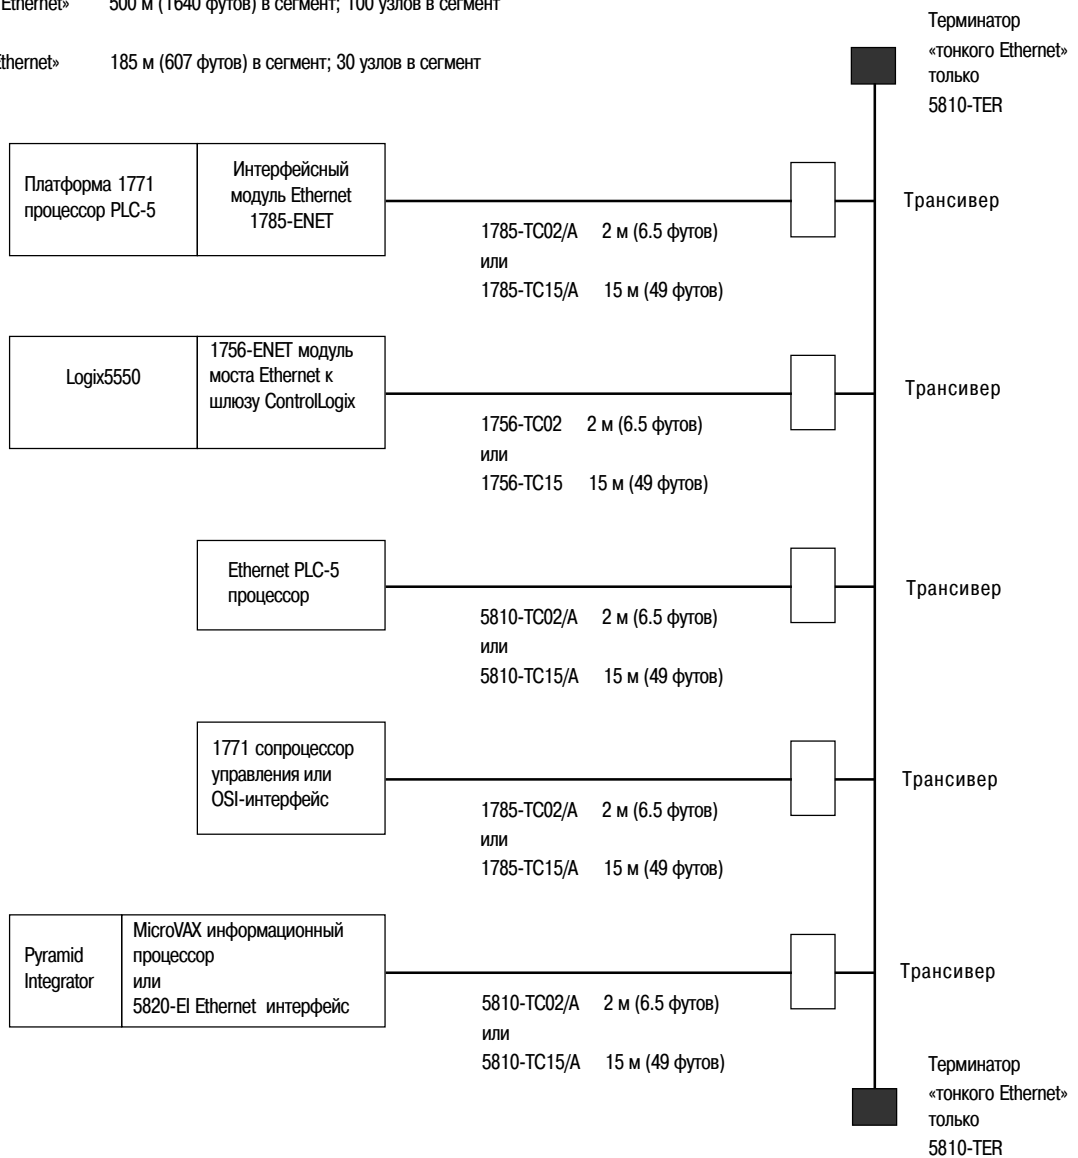 Ethernet» 500 м (1640 футов) в сегмент; 100 узлов в сегмент
Ethernet» 185 м (607 футов) в сегмент; 30 узлов в сегмент
Терминатор
«тонкого Ethernet»
только
5810-TER
Платформа 1771
процессор PLC-5
Интерфейсный
модуль Ethernet
1785-ENET
1785-TC02/A 2 м (6.5 футов)
или
1785-TC15/A 15 м (49 футов)
Трансивер
Logix5550
1756-ENET модуль
моста Ethernet к
шлюзу ControlLogix
1756-TC02 2 м (6.5 футов)
или
1756-TC15 15 м (49 футов)
Трансивер
Ethernet PLC-5
процессор
5810-TC02/A 2 м (6.5 футов)
или
5810-TC15/A 15 м (49 футов)
Трансивер
1771 сопроцессор
управления или
OSI-интерфейс
1785-TC02/A 2 м (6.5 футов)
или
1785-TC15/A 15 м (49 футов)
Трансивер
Pyramid
Integrator
MicroVAX информационный
процессор
или
5820-EI Ethernet интерфейс
5810-TC02/A 2 м (6.5 футов)
или
5810-TC15/A 15 м (49 футов)
Трансивер
Терминатор
«тонкого Ethernet»
только
5810-TER